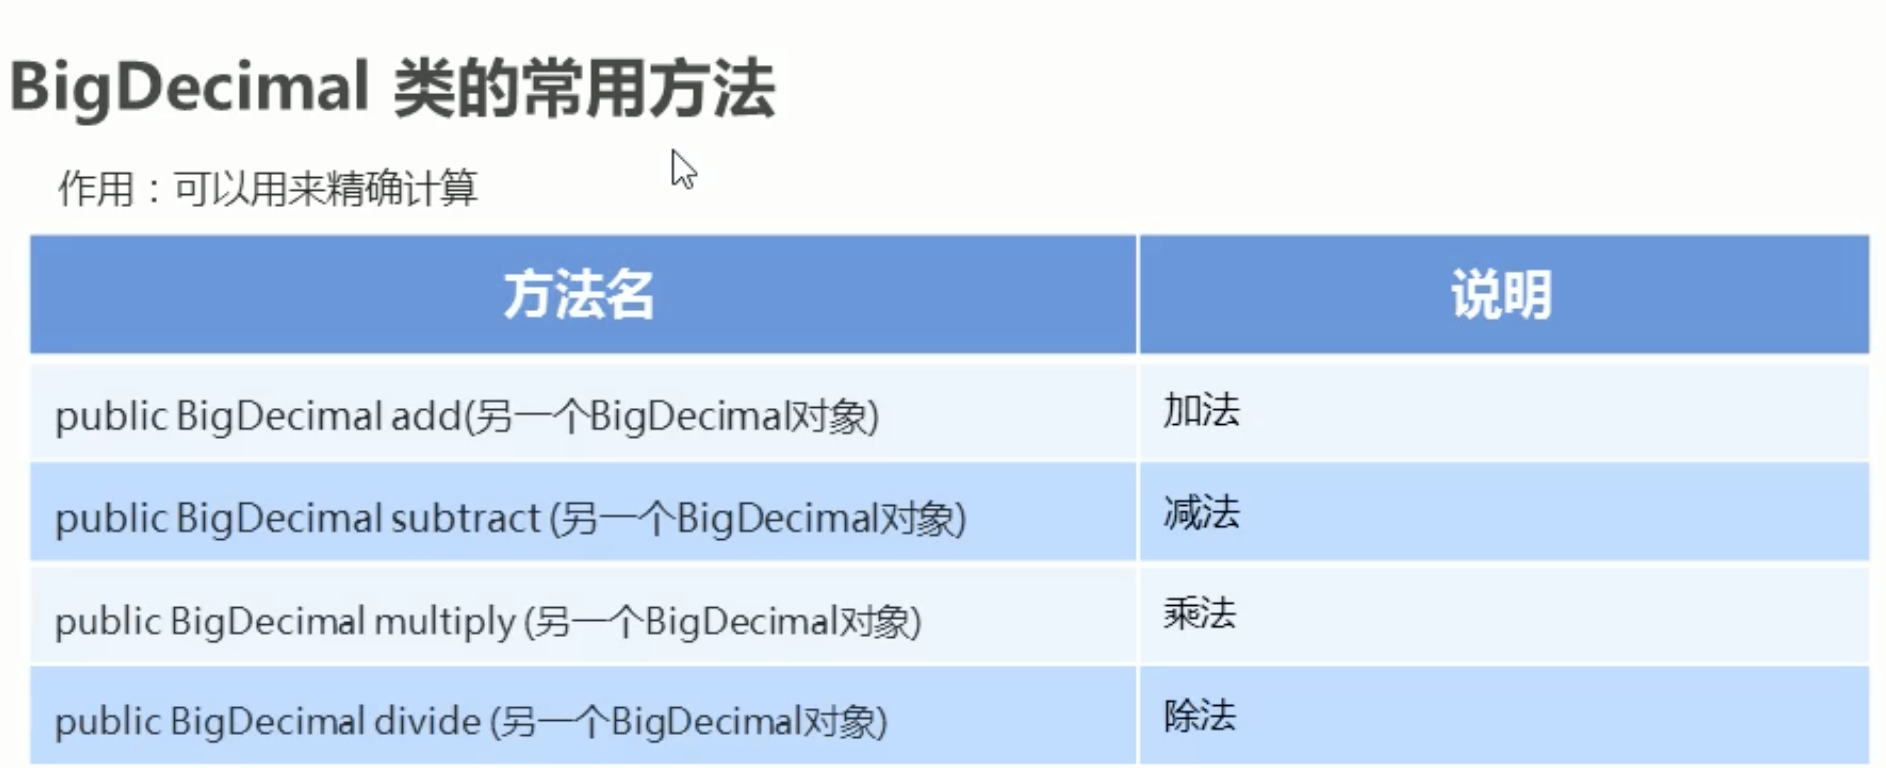 BigDecimal 类的常用方法
作用：可以用来精确计算
方法名 说明
public BigDecimal add(另一个BigDecimal对象) 加法
public BigDecimal subtract (另一个BigDecimal对象) 减法
public BigDecimal multiply (另一个BigDecimal对象) 乘法
public BigDecimal divide (另一个BigDecimal对象) 除法